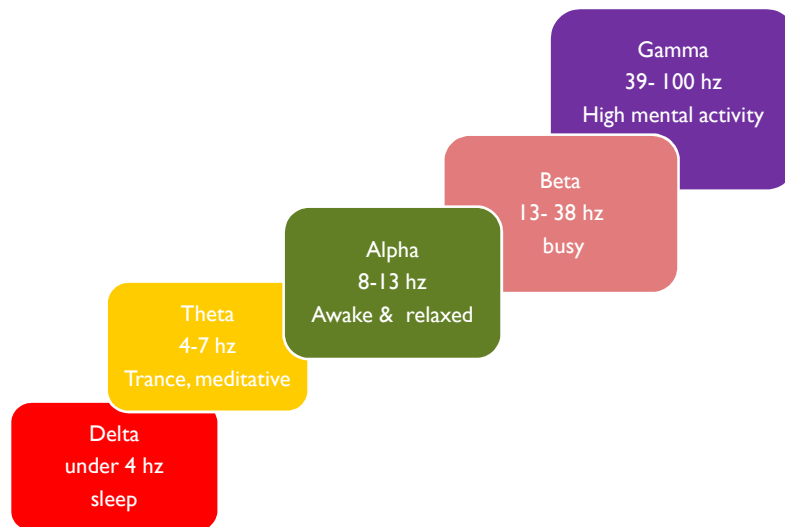 Gamma
39- 100 hz
High mental activity
Beta
13- 38 hz
busy
Alpha
8-13 hz
Awake & relaxed
Theta
4-7 hz
Trance, meditative
Delta
under 4 hz
sleep